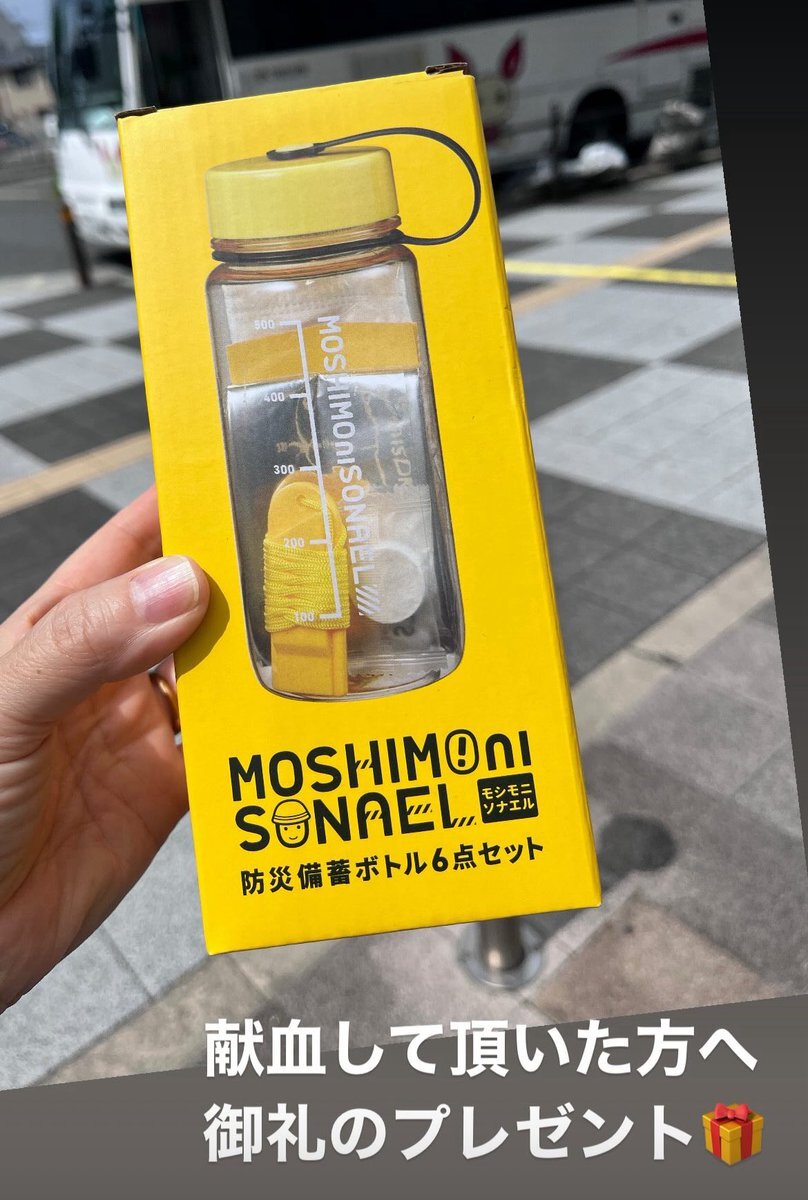 500
400
300
200
100
MOSHIMOniSONAEL
MOSHIMOnI
SONAEL
モシモニ
ソナエル
防災備蓄ボトル6点セット
献血して頂いた方へ
御礼のプレゼント🎁